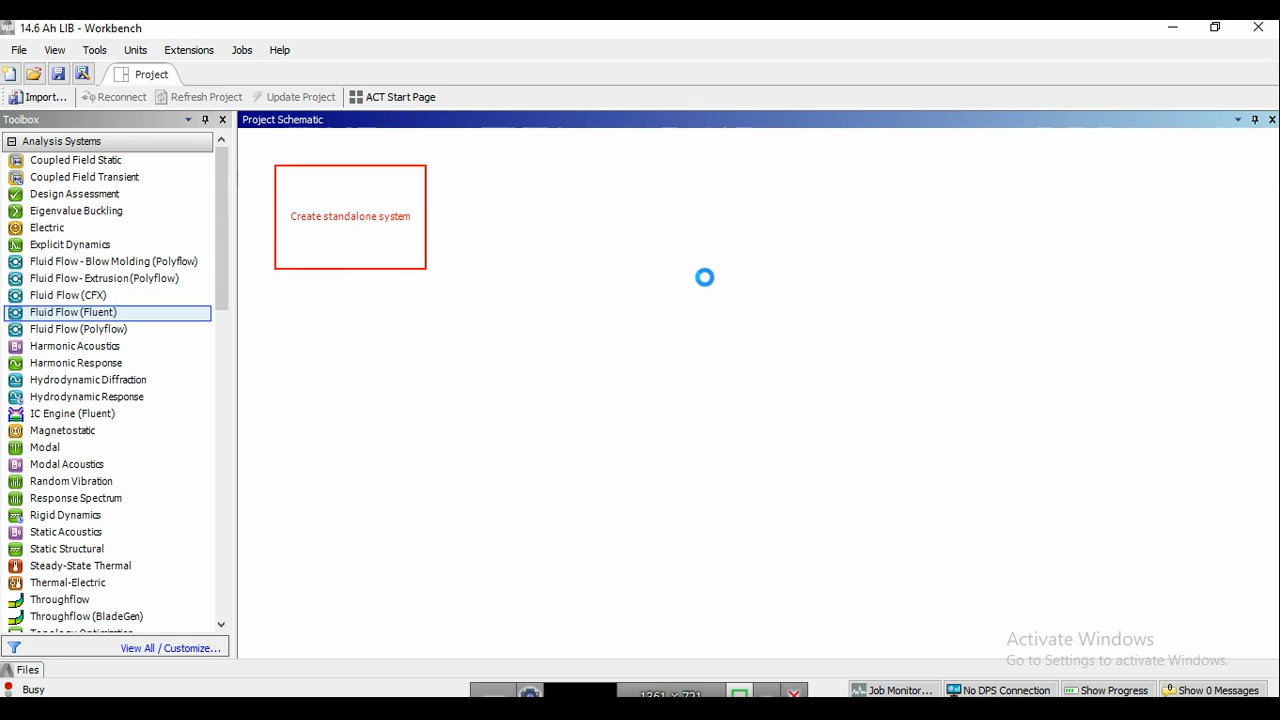 14.6 Ah LIB - Workbench
File View Tools Units Extensions Jobs Help
Project
Import... Reconnect Refresh Project Update Project ACT Start Page
Toolbox
Project Schematic
Analysis Systems
Coupled Field Static
Coupled Field Transient
Design Assessment
Eigenvalue Buckling
Electric
Explicit Dynamics
Fluid Flow - Blow Molding (Polyflow)
Fluid Flow - Extrusion (Polyflow)
Fluid Flow (CFX)
Fluid Flow (Fluent)
Fluid Flow (Polyflow)
Harmonic Acoustics
Harmonic Response
Hydrodynamic Diffraction
Hydrodynamic Response
IC Engine (Fluent)
Magnetostatic
Modal
Modal Acoustics
Random Vibration
Response Spectrum
Rigid Dynamics
Static Acoustics
Static Structural
Steady-State Thermal
Thermal-Electric
Throughflow
Throughflow (BladeGen)
Topology Optimization
View All / Customize...
Create standalone system
Activate Windows
Go to Settings to activate Windows.
Files
Busy
1361 x 721
Job Monitor... No DPS Connection Show Progress Show 0 Messages